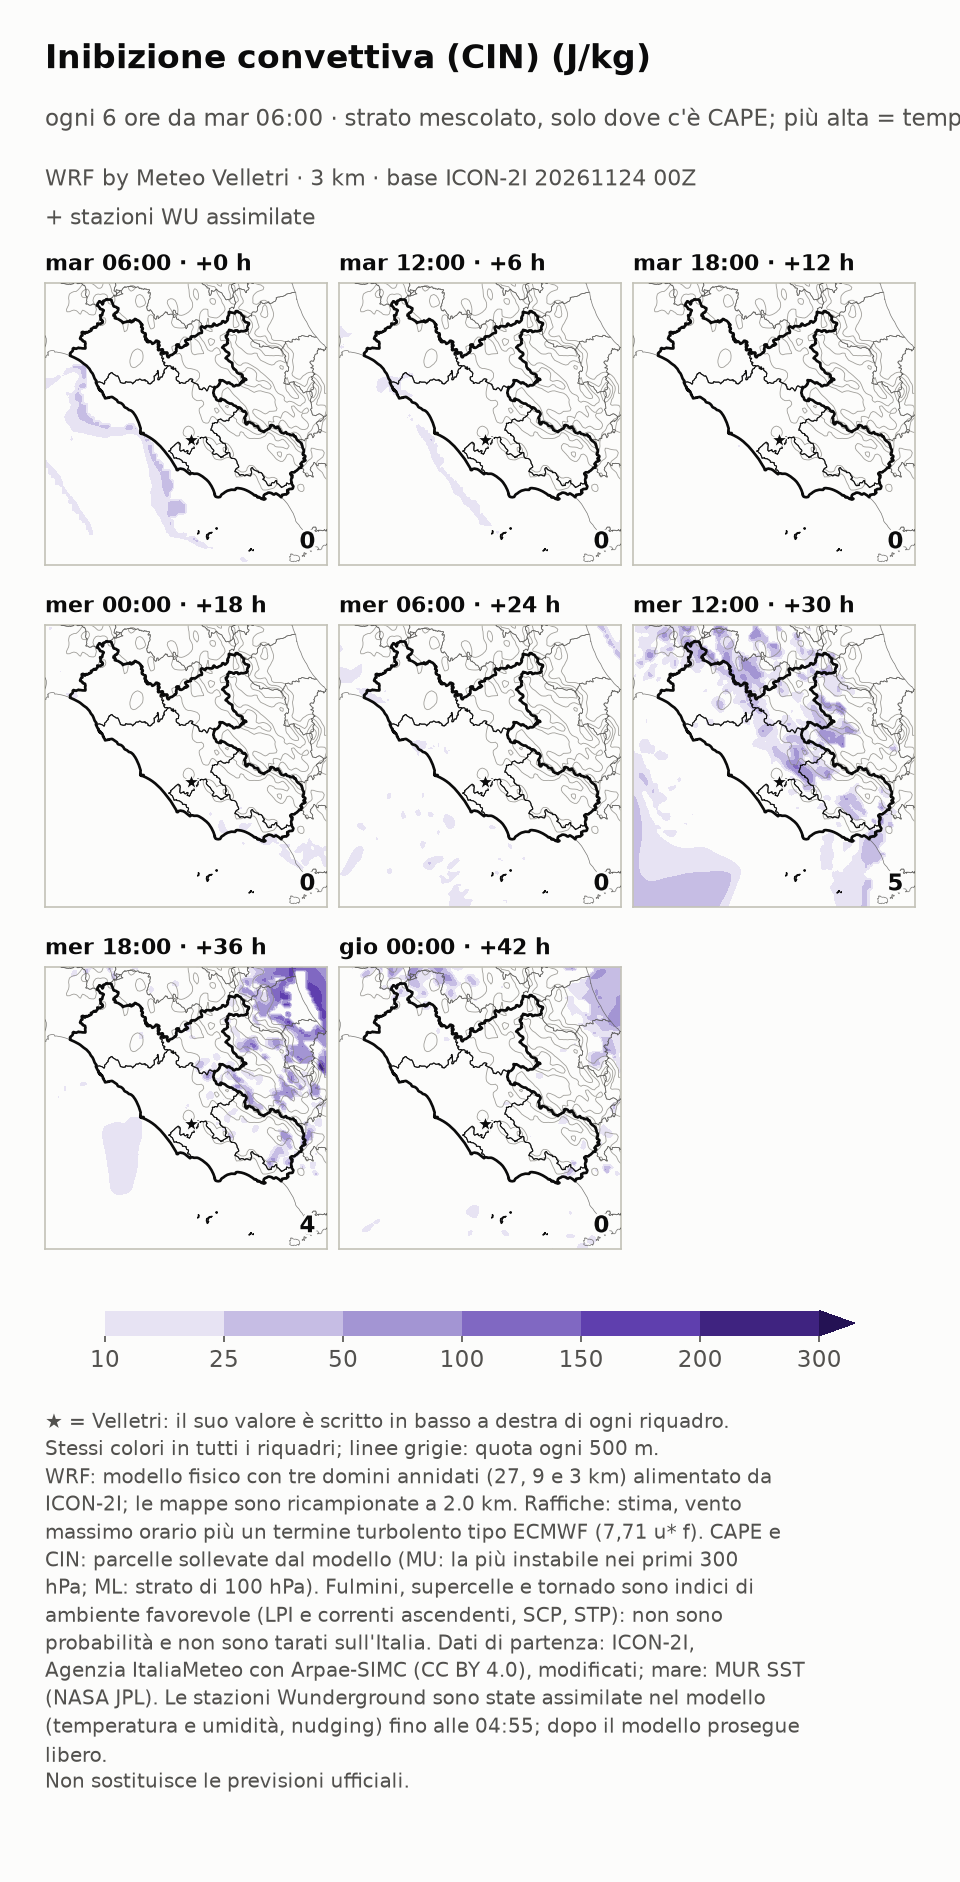 Inibizione convettiva (CIN) (J/kg)
ogni 6 ore da mar 06:00 · strato mescolato, solo dove c'è CAPE; più alta = temp
WRF by Meteo Velletri · 3 km · base ICON-2I 20261124 00Z
+ stazioni WU assimilate
mar 06:00 · +0 h
mar 12:00 · +6 h
mar 18:00 · +12 h
0
0
0
mer 00:00 · +18 h
mer 06:00 · +24 h
mer 12:00 · +30 h
0
0
5
mer 18:00 · +36 h
gio 00:00 · +42 h
4
0
10 25 50 100 150 200 300
★ = Velletri: il suo valore è scritto in basso a destra di ogni riquadro.
Stessi colori in tutti i riquadri; linee grigie: quota ogni 500 m.
WRF: modello fisico con tre domini annidati (27, 9 e 3 km) alimentato da
ICON-2I; le mappe sono ricampionate a 2.0 km. Raffiche: stima, vento
massimo orario più un termine turbolento tipo ECMWF (7,71 u* f). CAPE e
CIN: parcelle sollevate dal modello (MU: la più instabile nei primi 300
hPa; ML: strato di 100 hPa). Fulmini, supercelle e tornado sono indici di
ambiente favorevole (LPI e correnti ascendenti, SCP, STP): non sono
probabilità e non sono tarati sull'Italia. Dati di partenza: ICON-2I,
Agenzia ItaliaMeteo con Arpae-SIMC (CC BY 4.0), modificati; mare: MUR SST
(NASA JPL). Le stazioni Wunderground sono state assimilate nel modello
(temperatura e umidità, nudging) fino alle 04:55; dopo il modello prosegue
libero.
Non sostituisce le previsioni ufficiali.